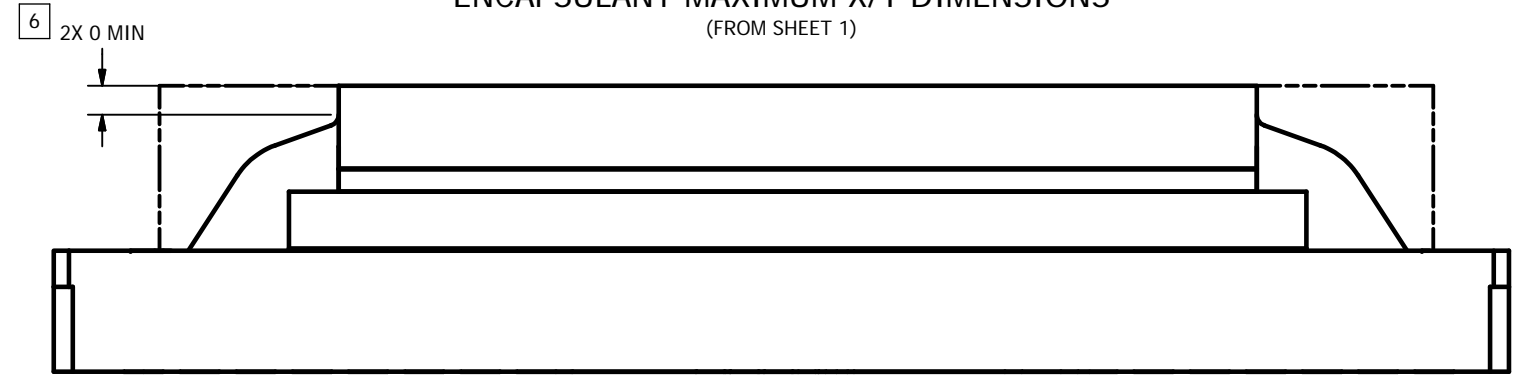 ENCAPSULANT MAXIMUM X/Y DIMENSIONS
(FROM SHEET 1)
6 2X 0 MIN